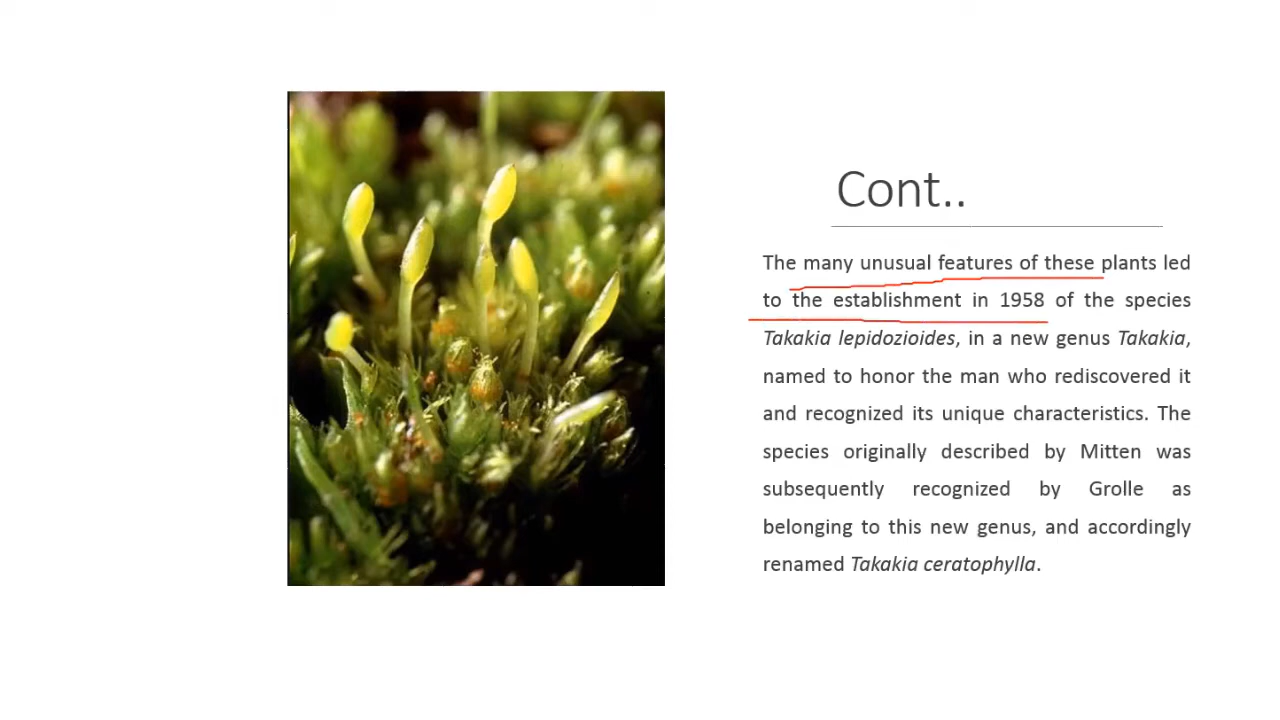 Cont..
The many unusual features of these plants led
to the establishment in 1958 of the species
Takakia lepidozioides, in a new genus Takakia,
named to honor the man who rediscovered it
and recognized its unique characteristics. The
species originally described by Mitten was
subsequently recognized by Grolle as
belonging to this new genus, and accordingly
renamed Takakia ceratophylla.